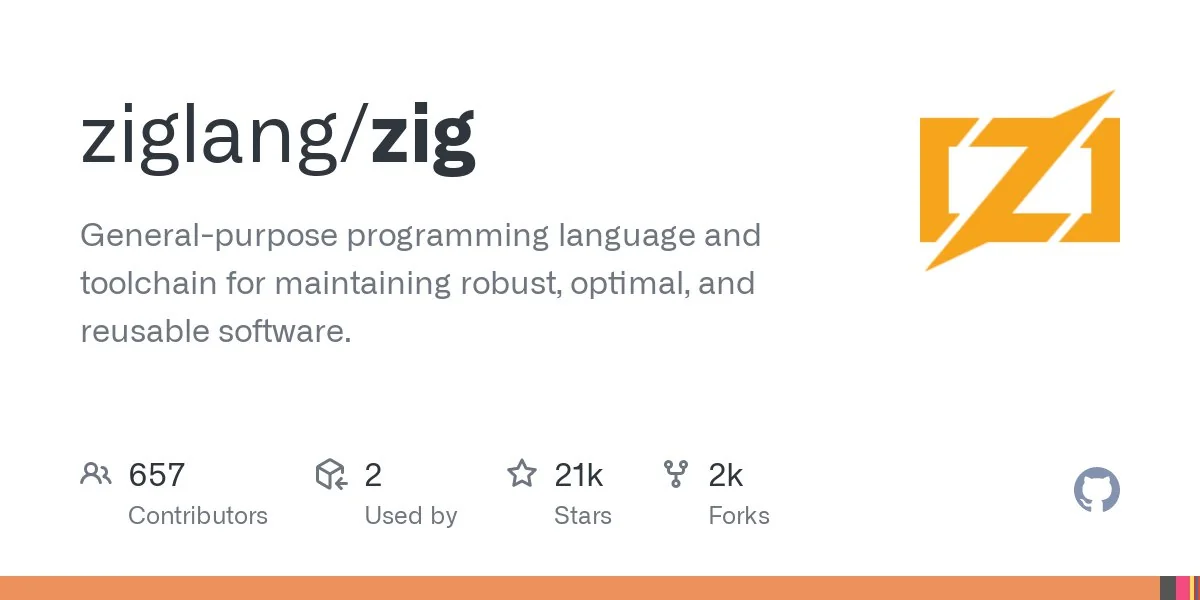 ziglang/zig
General-purpose programming language and
toolchain for maintaining robust, optimal, and
reusable software.
657 2 21k 2k
Contributors Used by Stars Forks